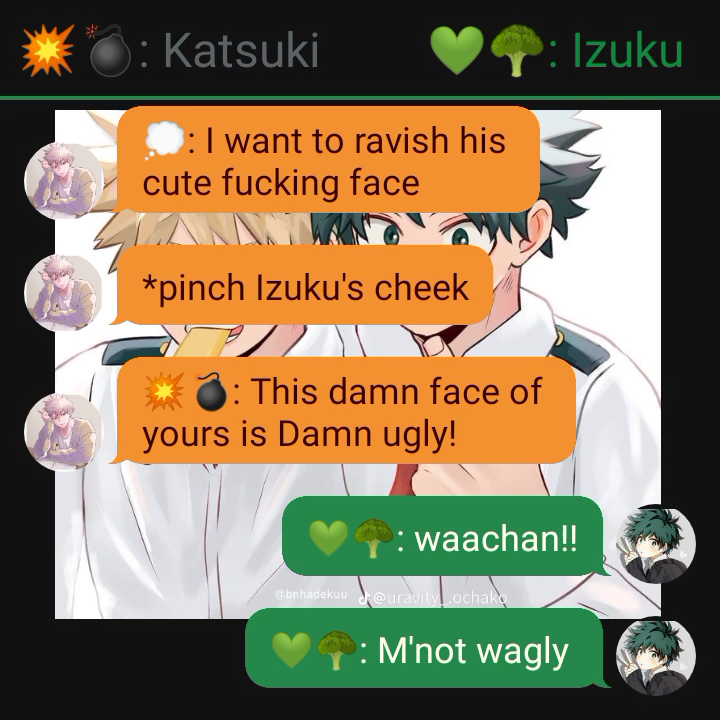 💥💣: Katsuki
💚🥦: Izuku
💭: I want to ravish his
cute fucking face
*pinch Izuku's cheek
💥💣: This damn face of
yours is Damn ugly!
💚🥦: waachan!!
@bnhadekuu
@uravity_.ochako
💚🥦: M'not wagly